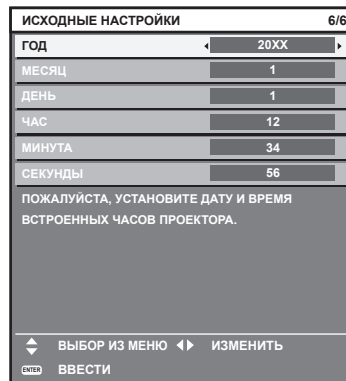 ИСХОДНЫЕ НАСТРОЙКИ 6/6
ГОД 20XX
МЕСЯЦ 1
ДЕНЬ 1
ЧАС 12
МИНУТА 34
СЕКУНДЫ 56
ПОЖАЛУЙСТА, УСТАНОВИТЕ ДАТУ И ВРЕМЯ
ВСТРОЕННЫХ ЧАСОВ ПРОЕКТОРА.
ВЫБОР ИЗ МЕНЮ ИЗМЕНИТЬ
ENTER ВВЕСТИ